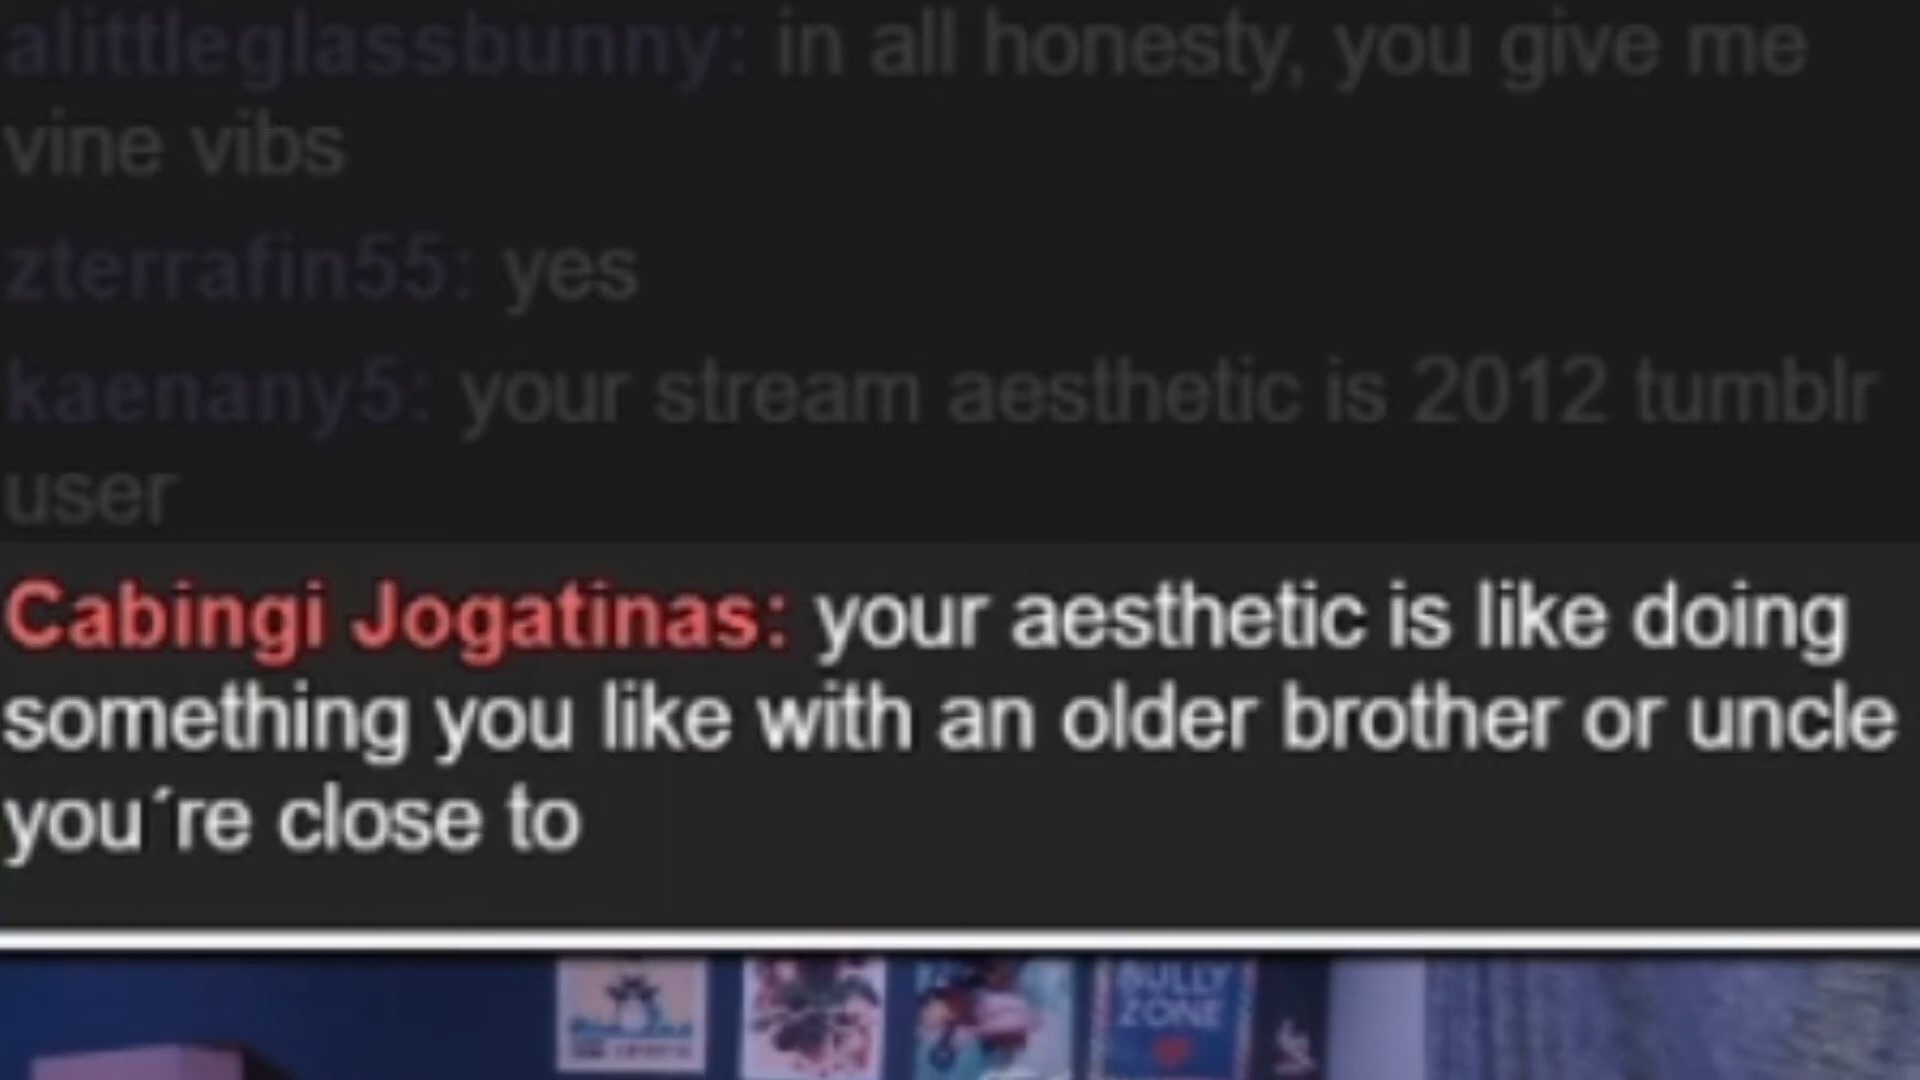 alittleglassbunny: in all honesty, you give me
vine vibs
zterrafin55: yes
kaenany5: your stream aesthetic is 2012 tumblr
user
Cabingi Jogatinas: your aesthetic is like doing
something you like with an older brother or uncle
you´re close to
BULLY
ZONE